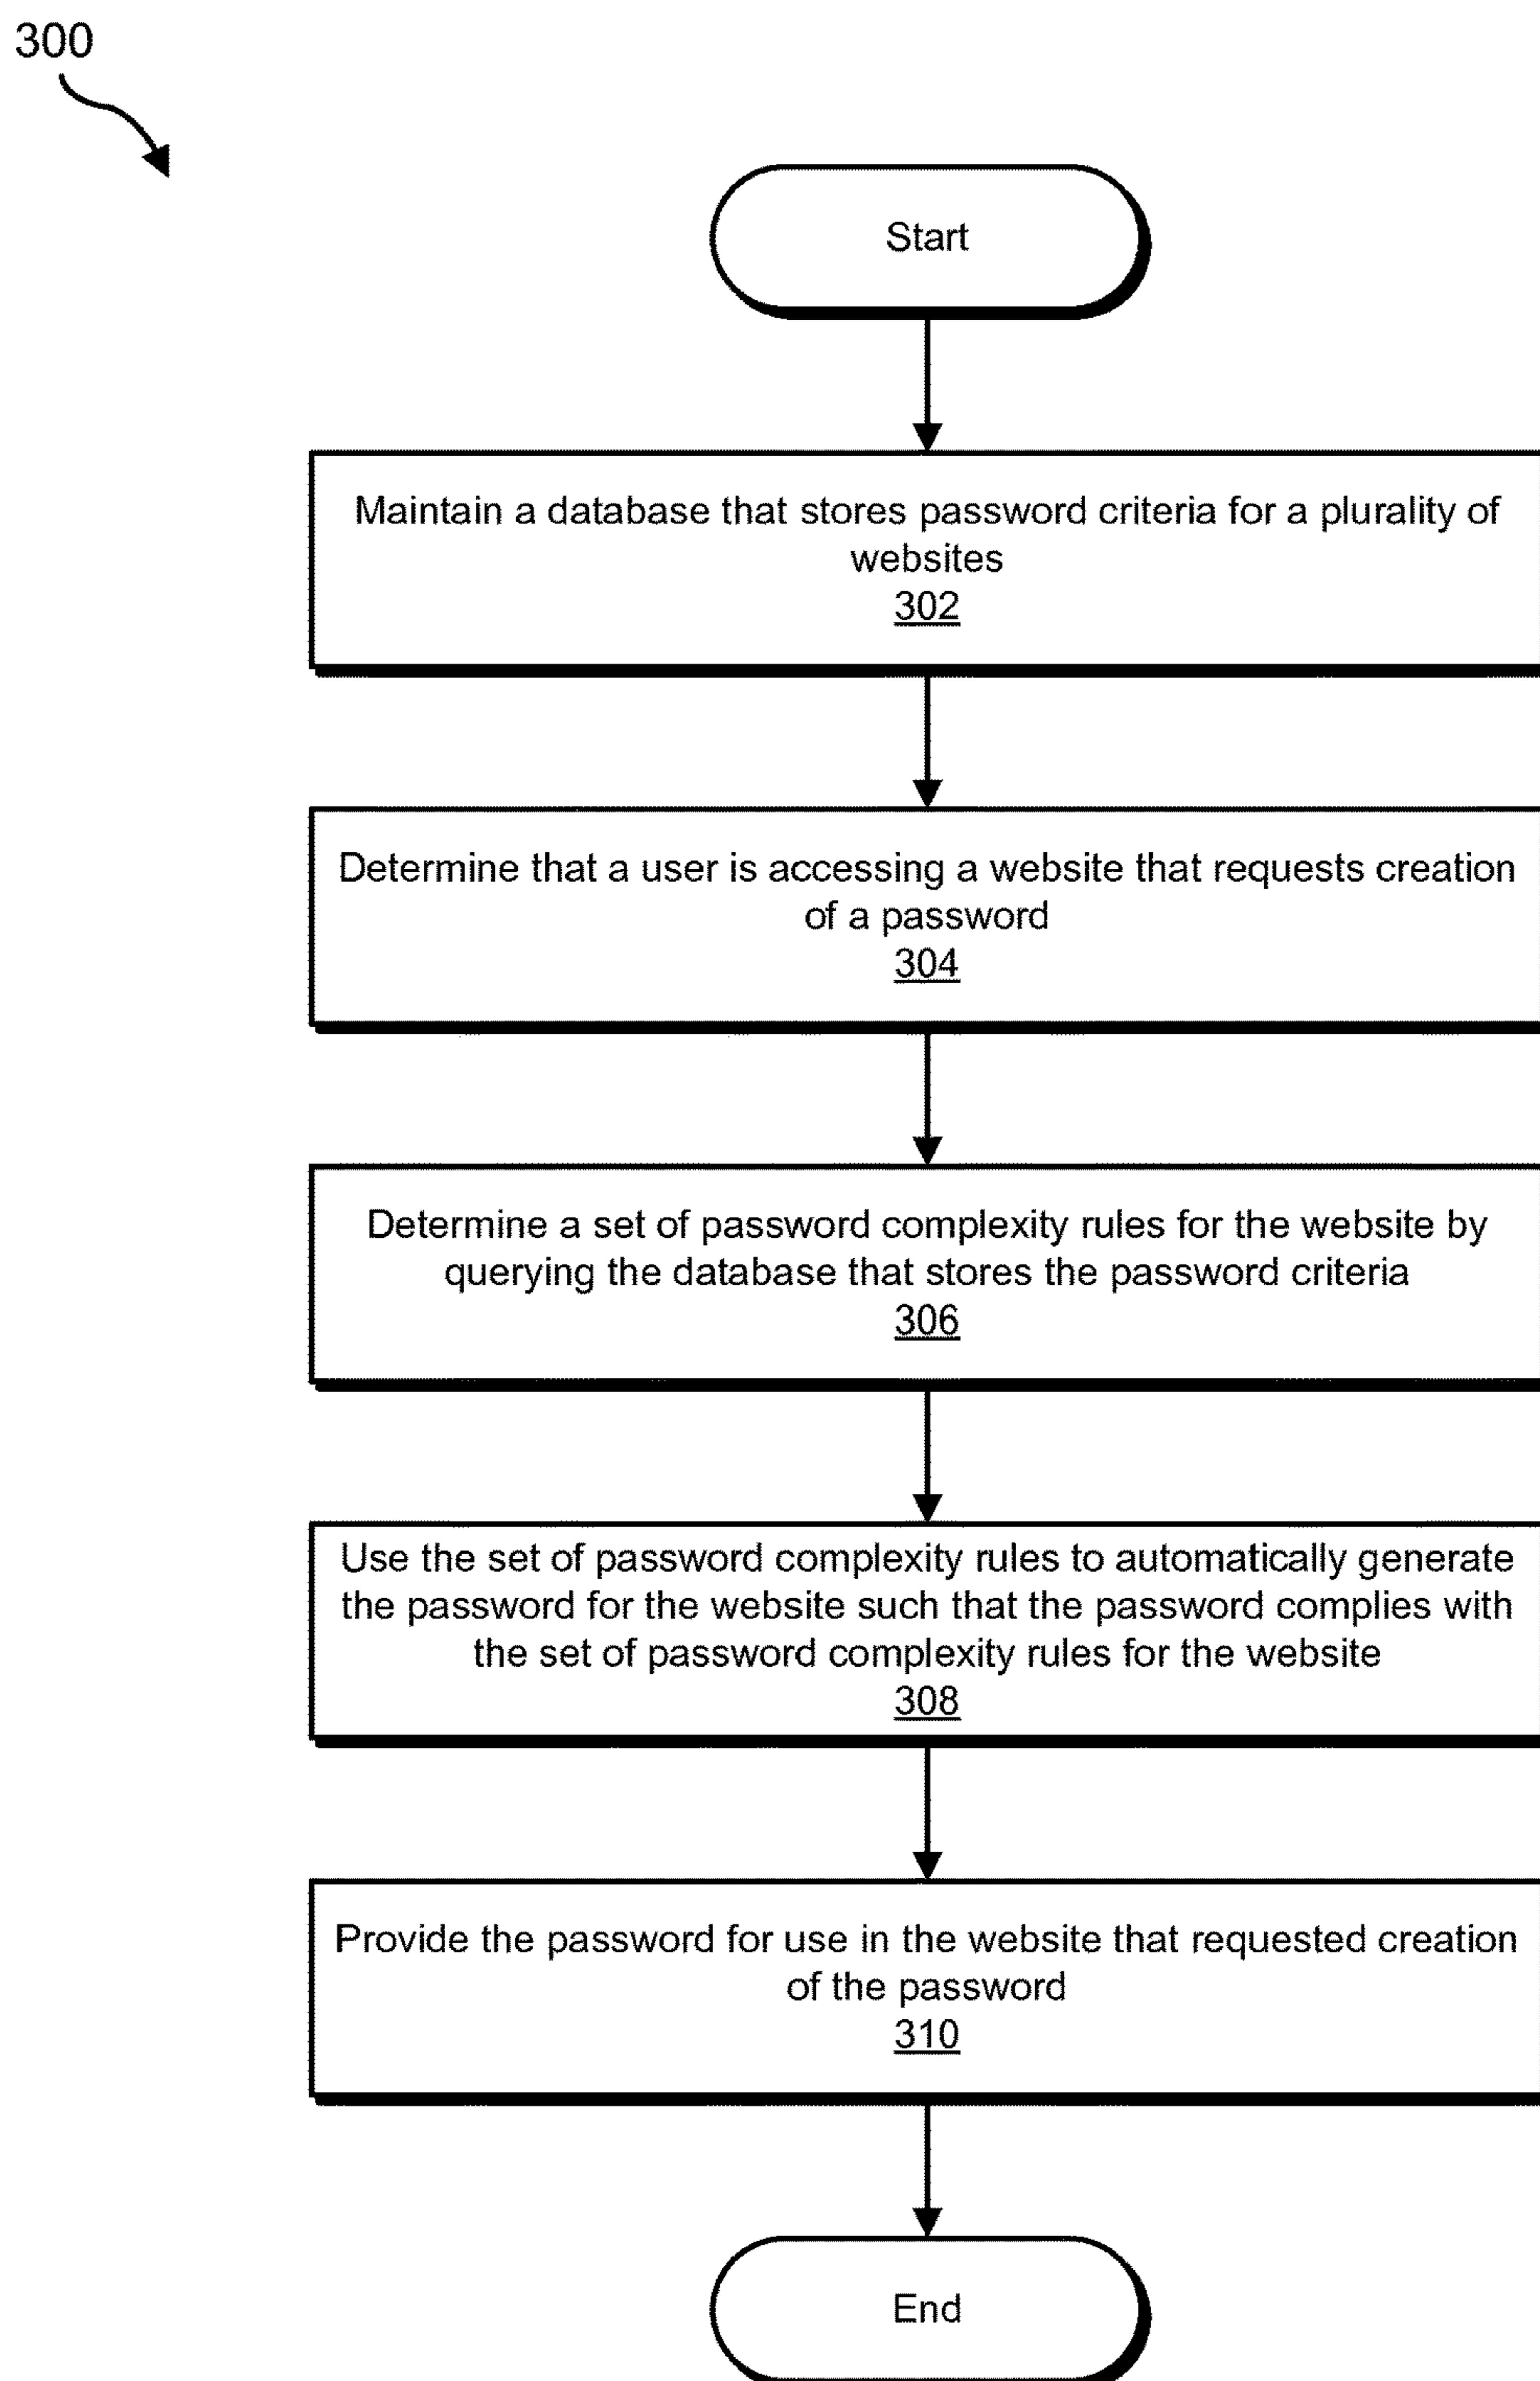 300
Start
Maintain a database that stores password criteria for a plurality of
websites
302
Determine that a user is accessing a website that requests creation
of a password
304
Determine a set of password complexity rules for the website by
querying the database that stores the password criteria
306
Use the set of password complexity rules to automatically generate
the password for the website such that the password complies with
the set of password complexity rules for the website
308
Provide the password for use in the website that requested creation
of the password
310
End